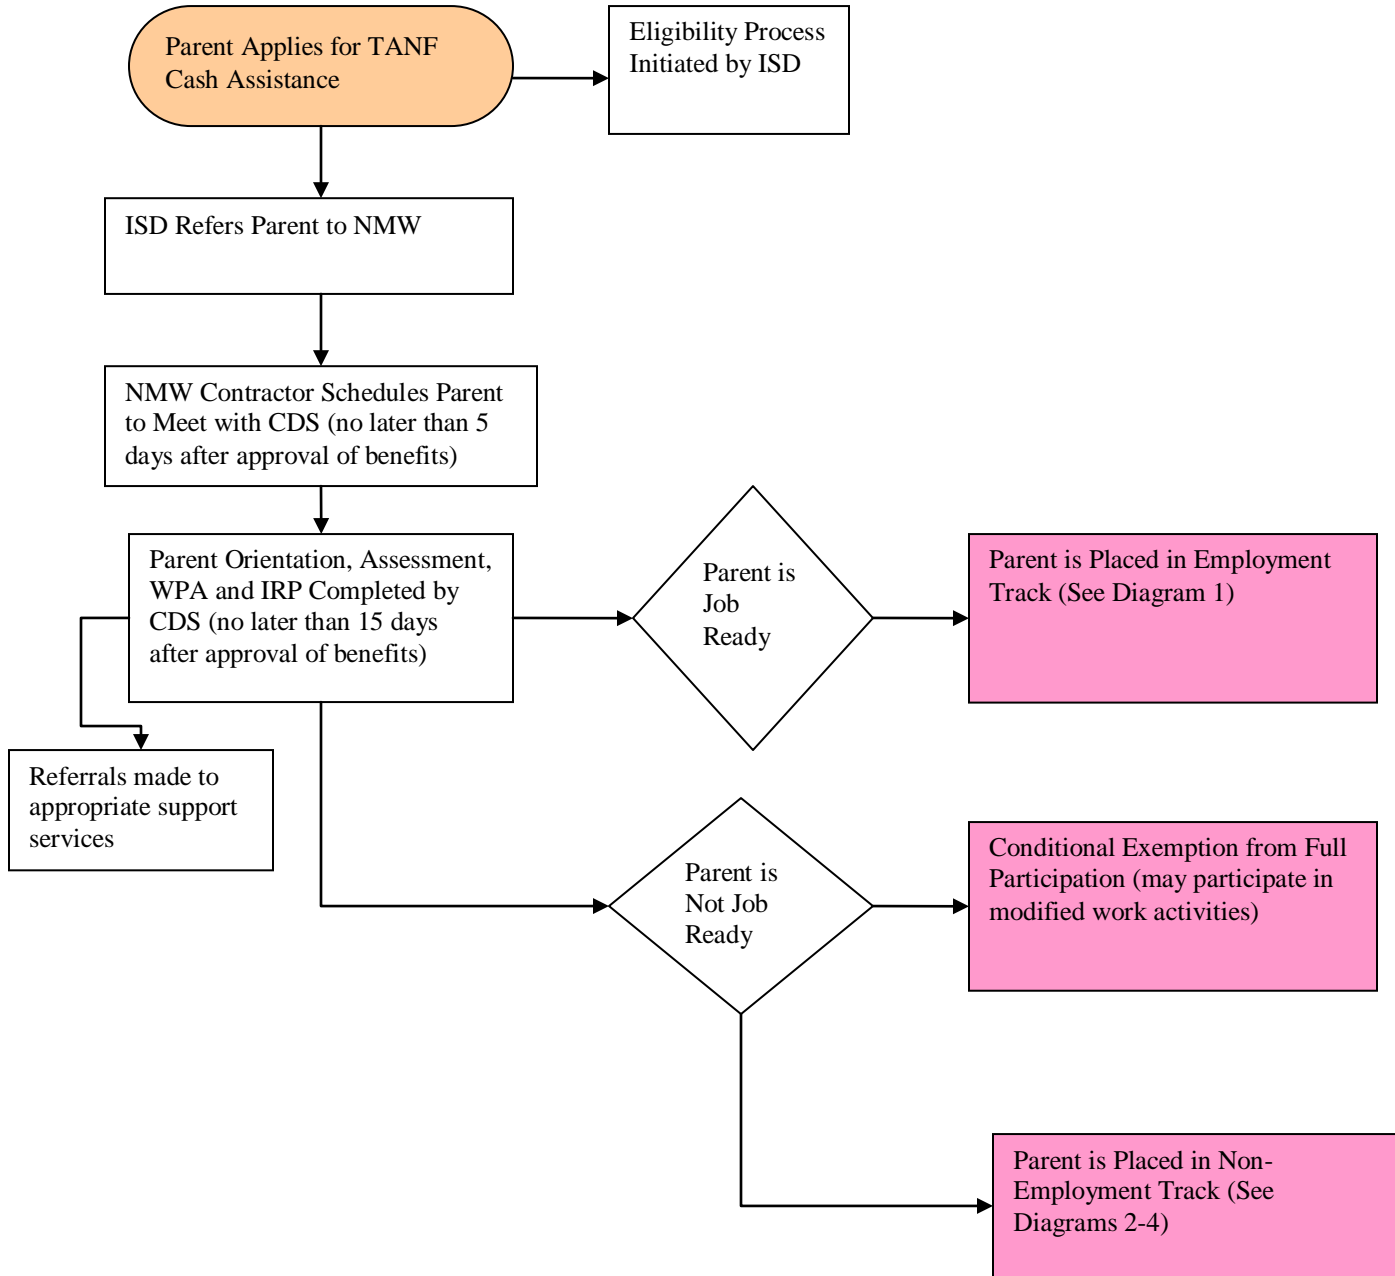 Parent Applies for TANF
Cash Assistance
Eligibility Process
Initiated by ISD
ISD Refers Parent to NMW
NMW Contractor Schedules Parent
to Meet with CDS (no later than 5
days after approval of benefits)
Parent Orientation, Assessment,
WPA and IRP Completed by
CDS (no later than 15 days
after approval of benefits)
Parent is
Job
Ready
Parent is Placed in Employment
Track (See Diagram 1)
Referrals made to
appropriate support
services
Parent is
Not Job
Ready
Conditional Exemption from Full
Participation (may participate in
modified work activities)
Parent is Placed in Non-
Employment Track (See
Diagrams 2-4)